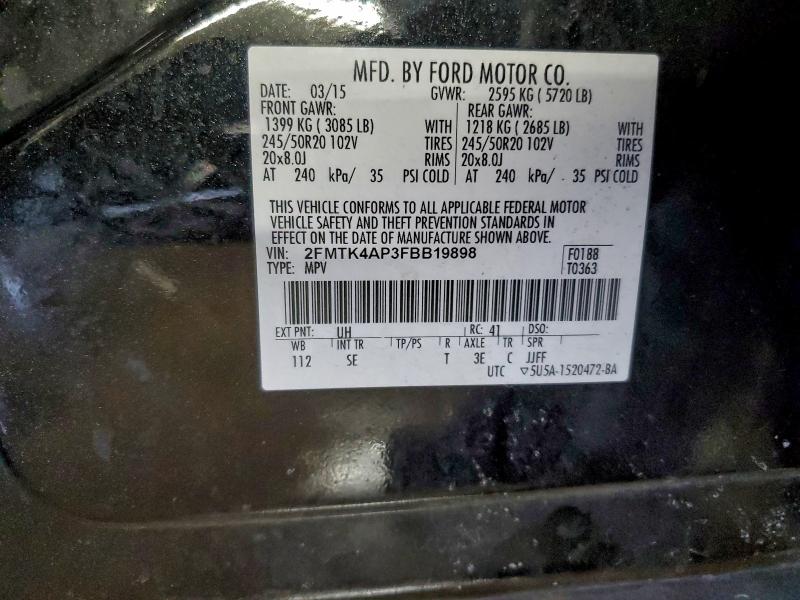 MFD. BY FORD MOTOR CO.
DATE: 03/15 GVWR: 2595 KG ( 5720 LB)
FRONT GAWR: REAR GAWR:
1399 KG ( 3085 LB) WITH 1218 KG ( 2685 LB) WITH
245/50R20 102V TIRES 245/50R20 102V TIRES
20x8.0J RIMS 20x8.0J RIMS
AT 240 kPa/ 35 PSI COLD AT 240 kPa/ 35 PSI COLD
THIS VEHICLE CONFORMS TO ALL APPLICABLE FEDERAL MOTOR
VEHICLE SAFETY AND THEFT PREVENTION STANDARDS IN
EFFECT ON THE DATE OF MANUFACTURE SHOWN ABOVE.
VIN: 2FMTK4AP3FBB19898 F0188
TYPE: MPV T0363
EXT PNT: UH RC: 41 DSO:
WB INT TR TP/PS R AXLE TR SPR
112 SE T 3E C JJFF
UTC ▽5U5A-1520472-BA